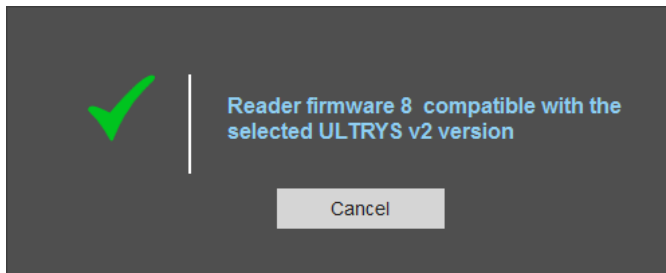 Reader firmware 8  compatible with the
selected ULTRYS v2 version
Cancel